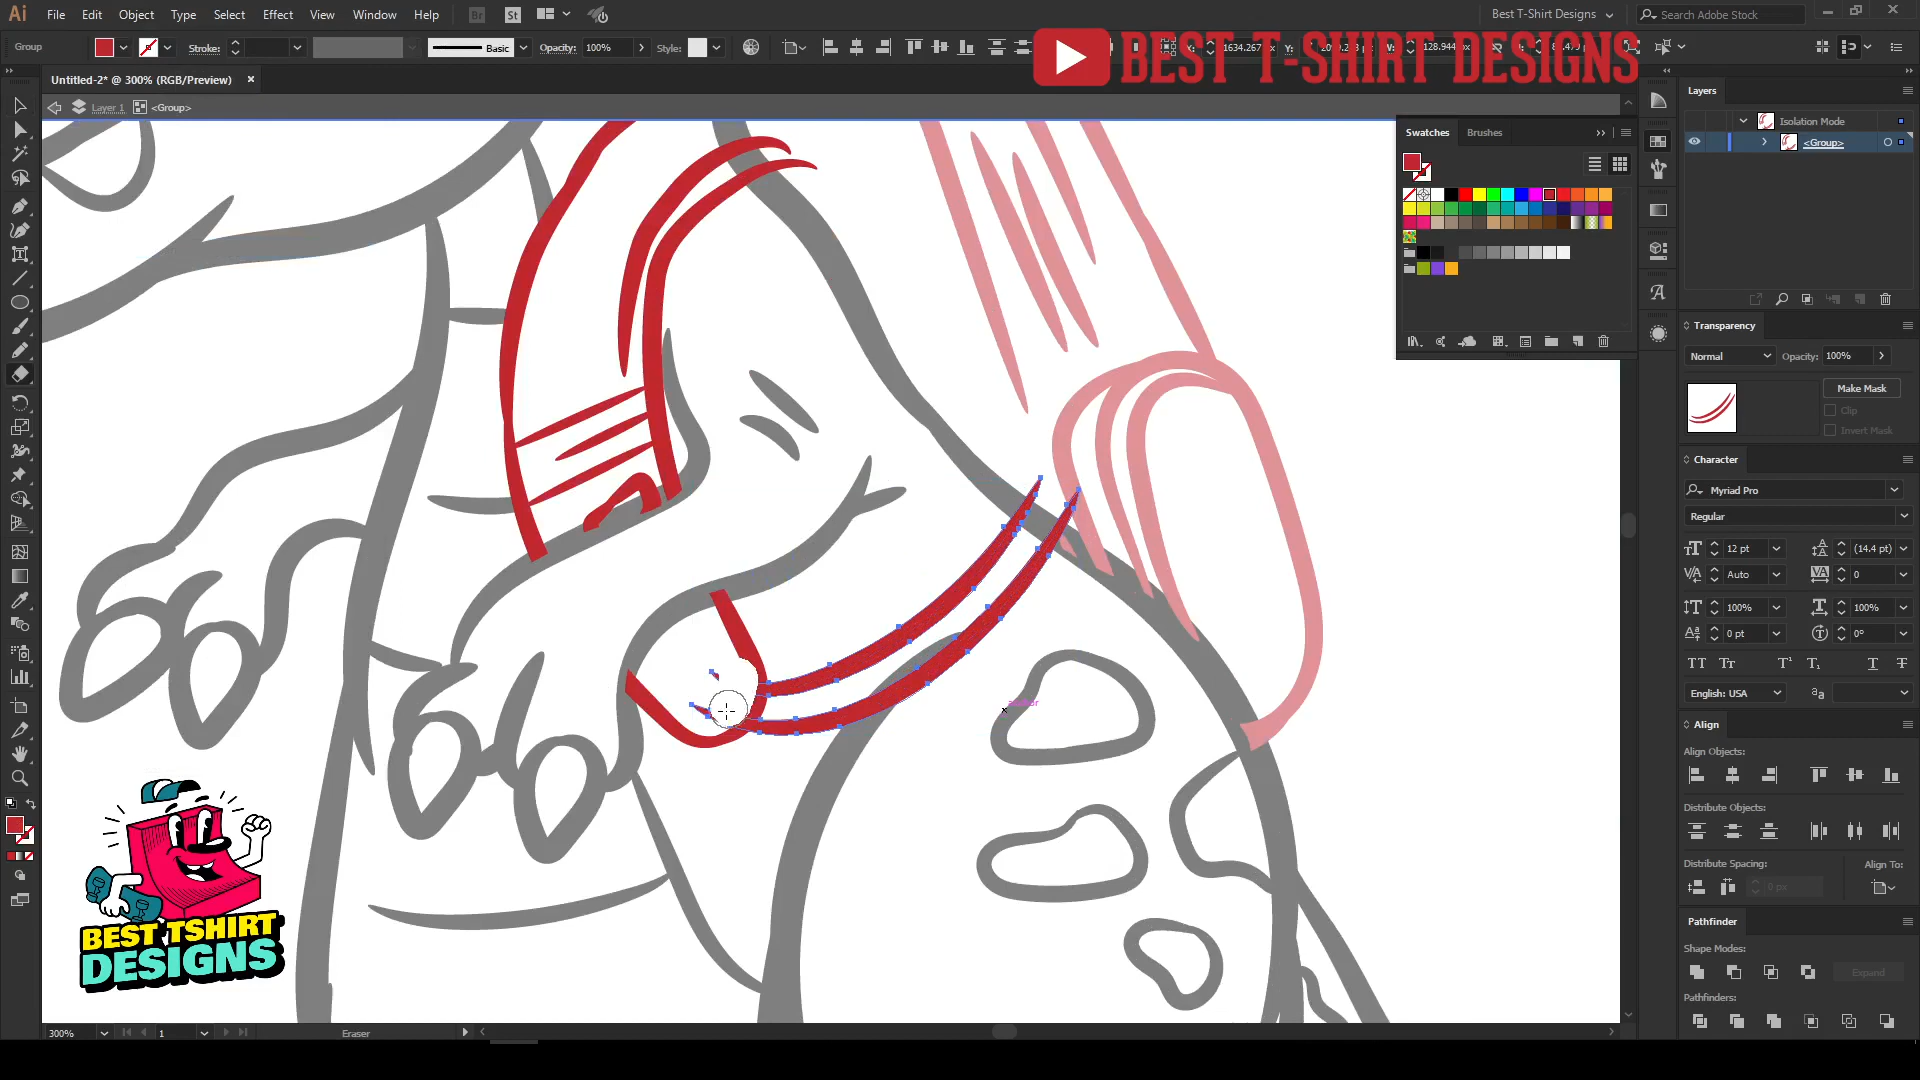 Ai File Edit Object Type Select Effect View Window Help Br St Best T-Shirt Designs Search Adobe Stock
Group Stroke: Basic Opacity: 100% Style:
BEST T-SHIRT DESIGNS
Untitled-2* @ 300% (RGB/Preview)
Layer 1 <Group>
Swatches Brushes
Layers
Isolation Mode
<Group>
Transparency
Normal Opacity: 100%
Make Mask
Clip
Invert Mask
Character
Myriad Pro
Regular
12 pt (14.4 pt)
Auto 0
100% 100%
0 pt 0°
English: USA
Align
Align Objects:
Distribute Objects:
Distribute Spacing: Align To:
0 px
Pathfinder
Shape Modes:
Expand
Pathfinders:
BEST TSHIRT
DESIGNS
300% 1 Eraser